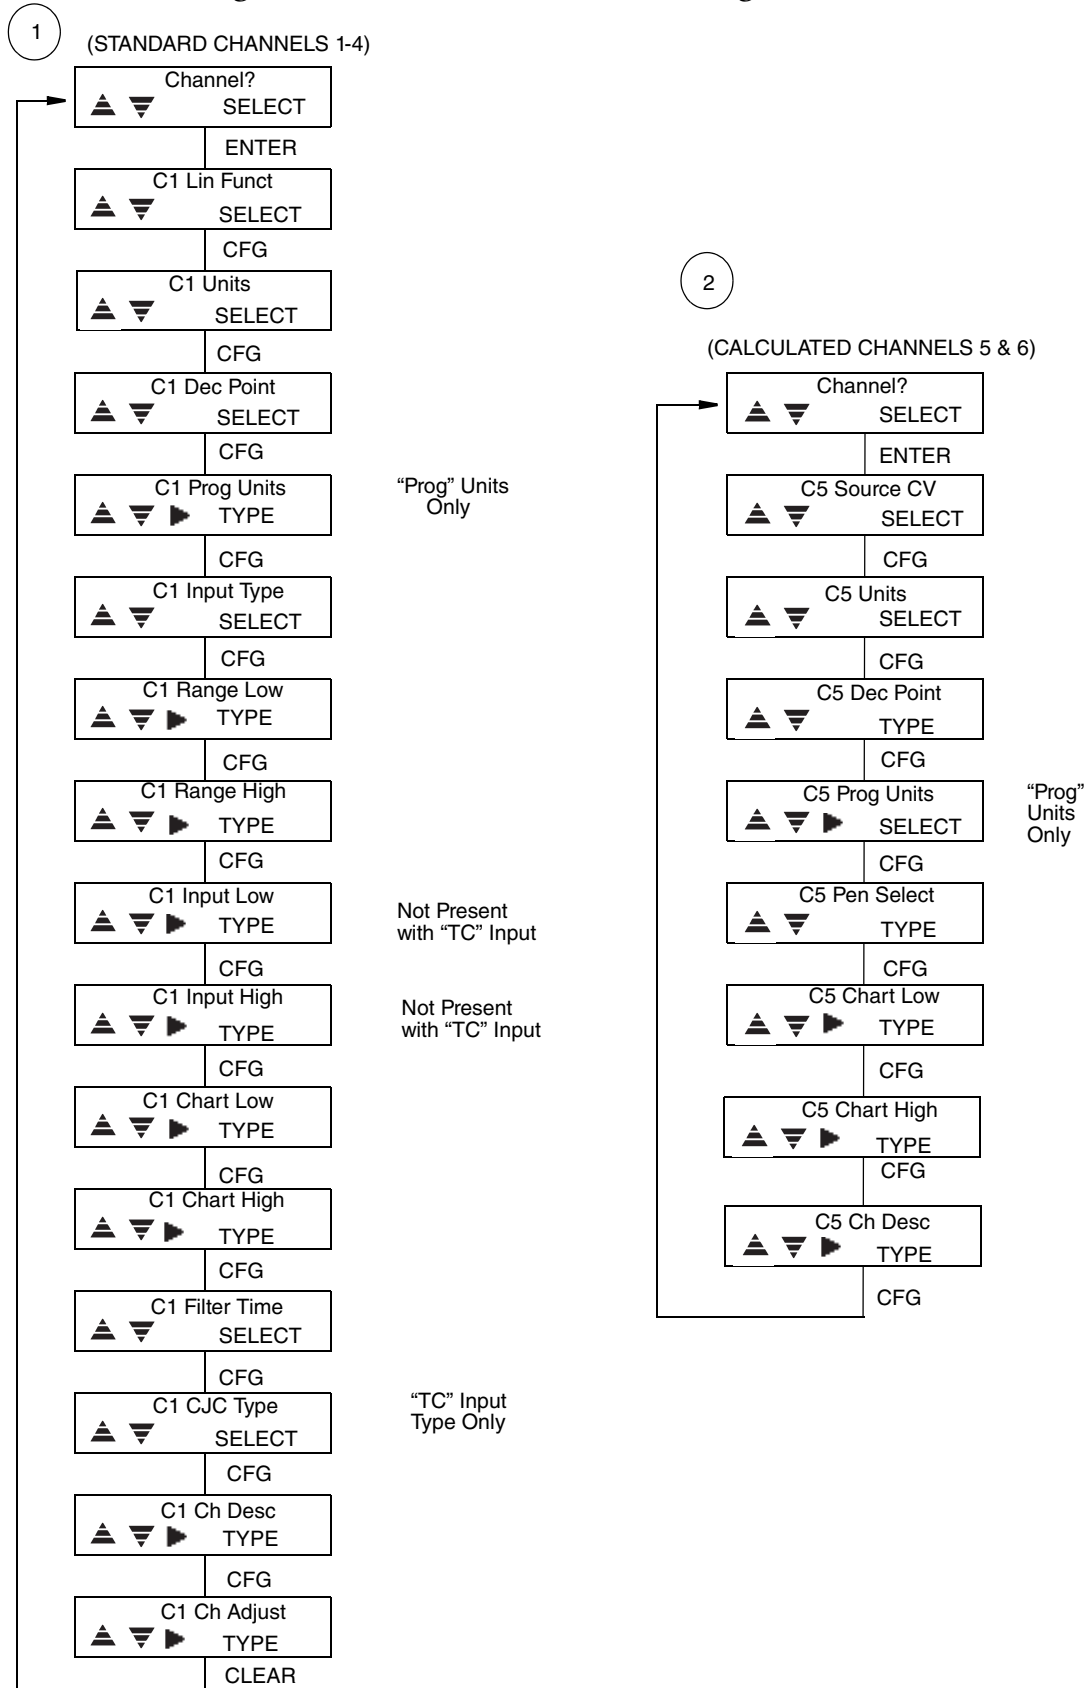 1
(STANDARD CHANNELS 1-4)
Channel?
SELECT
ENTER
C1 Lin Funct
SELECT
CFG
C1 Units
SELECT
CFG
C1 Dec Point
SELECT
CFG
C1 Prog Units
TYPE
“Prog” Units
Only
CFG
C1 Input Type
SELECT
CFG
C1 Range Low
TYPE
CFG
C1 Range High
TYPE
CFG
C1 Input Low
TYPE
Not Present
with “TC” Input
CFG
C1 Input High
TYPE
Not Present
with “TC” Input
CFG
C1 Chart Low
TYPE
CFG
C1 Chart High
TYPE
CFG
C1 Filter Time
SELECT
CFG
C1 CJC Type
SELECT
“TC” Input
Type Only
CFG
C1 Ch Desc
TYPE
CFG
C1 Ch Adjust
TYPE
CLEAR
2
(CALCULATED CHANNELS 5 & 6)
Channel?
SELECT
ENTER
C5 Source CV
SELECT
CFG
C5 Units
SELECT
CFG
C5 Dec Point
TYPE
CFG
C5 Prog Units
SELECT
“Prog”
Units
Only
CFG
C5 Pen Select
TYPE
CFG
C5 Chart Low
TYPE
CFG
C5 Chart High
TYPE
CFG
C5 Ch Desc
TYPE
CFG